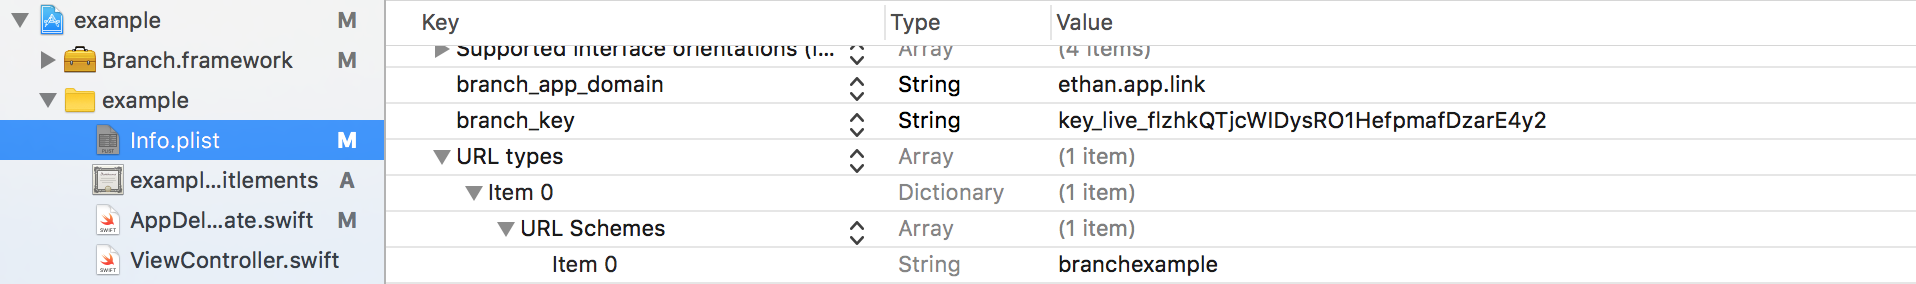 example M
Branch.framework M
example
Info.plist M
exampl...itlements A
AppDel...ate.swift M
ViewController.swift
Key Type Value
Supported interface orientations (i... Array (4 items)
branch_app_domain String ethan.app.link
branch_key String key_live_flzhkQTjcWIDysRO1HefpmafDzarE4y2
URL types Array (1 item)
Item 0 Dictionary (1 item)
URL Schemes Array (1 item)
Item 0 String branchexample